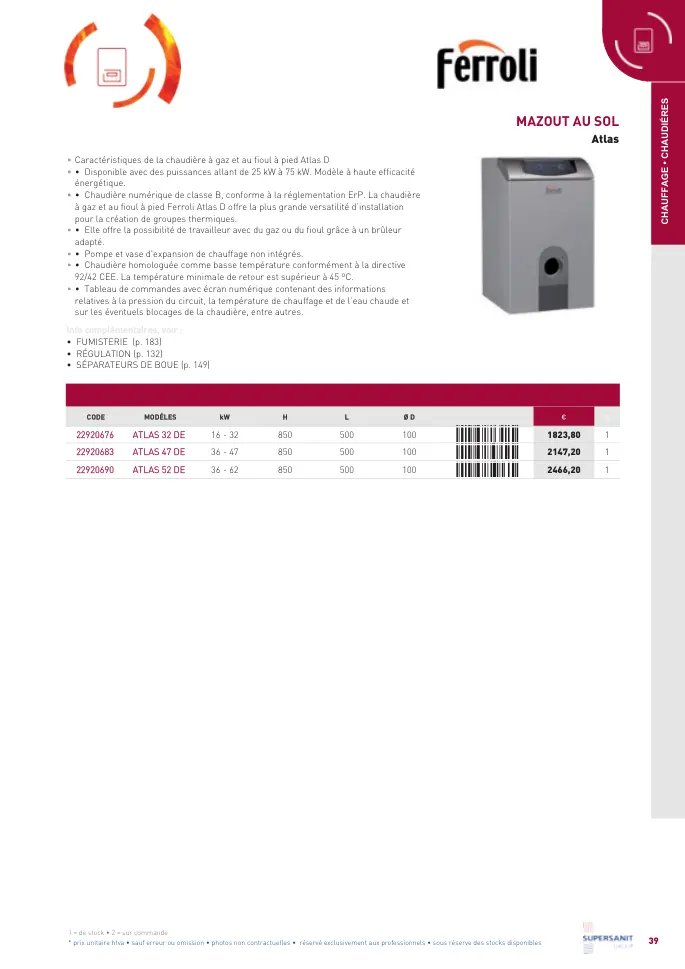 Ferroli
MAZOUT AU SOL
Atlas
CHAUFFAGE • CHAUDIÈRES
• Caractéristiques de la chaudière à gaz et au fioul à pied Atlas D
• • Disponible avec des puissances allant de 25 kW à 75 kW. Modèle à haute efficacité
énergétique.
• • Chaudière numérique de classe B, conforme à la réglementation ErP. La chaudière
à gaz et au fioul à pied Ferroli Atlas D offre la plus grande versatilité d'installation
pour la création de groupes thermiques.
• • Elle offre la possibilité de travailleur avec du gaz ou du fioul grâce à un brûleur
adapté.
• • Pompe et vase d'expansion de chauffage non intégrés.
• • Chaudière homologuée comme basse température conformément à la directive
92/42 CEE. La température minimale de retour est supérieur à 45 ºC.
• • Tableau de commandes avec écran numérique contenant des informations
relatives à la pression du circuit, la température de chauffage et de l'eau chaude et
sur les éventuels blocages de la chaudière, entre autres.
Info complémentaires, voir :
• FUMISTERIE (p. 183)
• RÉGULATION (p. 132)
• SÉPARATEURS DE BOUE (p. 149)
CODE MODÈLES kW H L Ø D €
22920676 ATLAS 32 DE 16 - 32 850 500 100 1823,80 1
22920683 ATLAS 47 DE 36 - 47 850 500 100 2147,20 1
22920690 ATLAS 52 DE 36 - 62 850 500 100 2466,20 1
1 = de stock • 2 = sur commande
* prix unitaire htva • sauf erreur ou omission • photos non contractuelles • réservé exclusivement aux professionnels • sous réserve des stocks disponibles
SUPERSANIT
GROUP
39